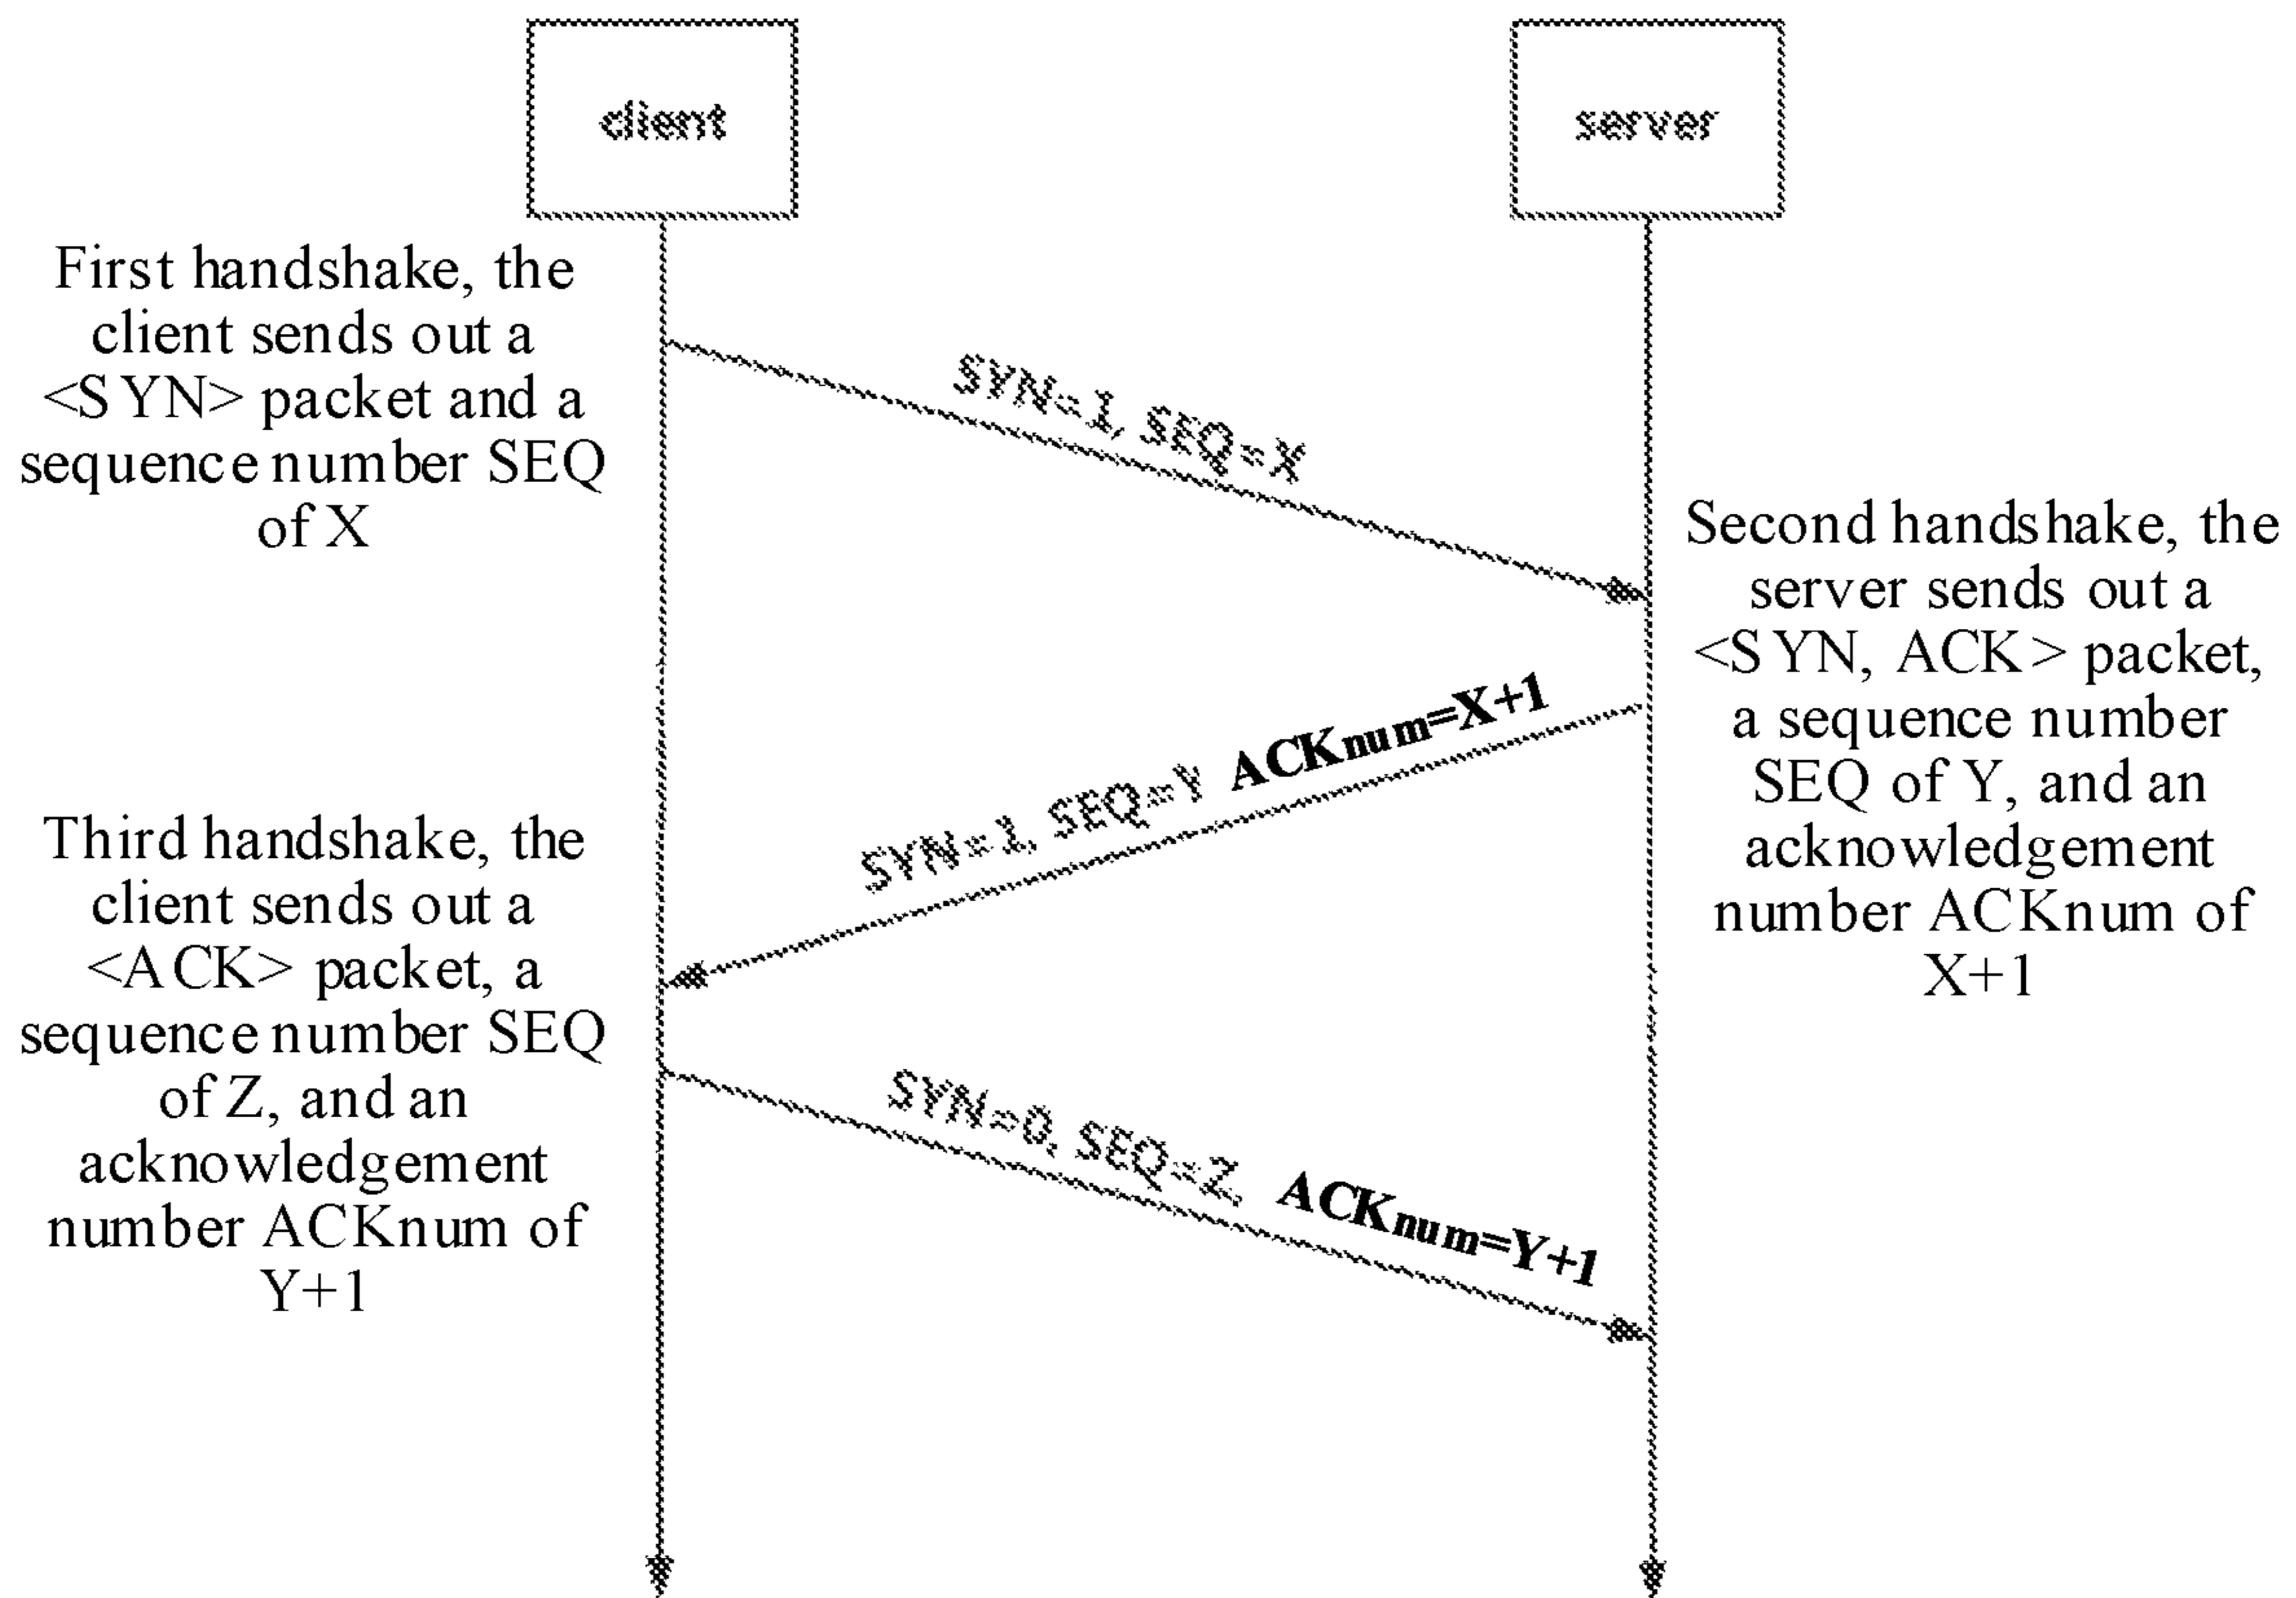 client
server
First handshake, the
client sends out a
<SYN> packet and a
sequence number SEQ
of X
SYN=1, SEQ=X
Second handshake, the
server sends out a
<SYN, ACK> packet,
a sequence number
SEQ of Y, and an
acknowledgement
number ACKnum of
X+1
SYN=1, SEQ=Y ACKnum=X+1
Third handshake, the
client sends out a
<ACK> packet, a
sequence number SEQ
of Z, and an
acknowledgement
number ACKnum of
Y+1
SYN=0, SEQ=Z, ACKnum=Y+1